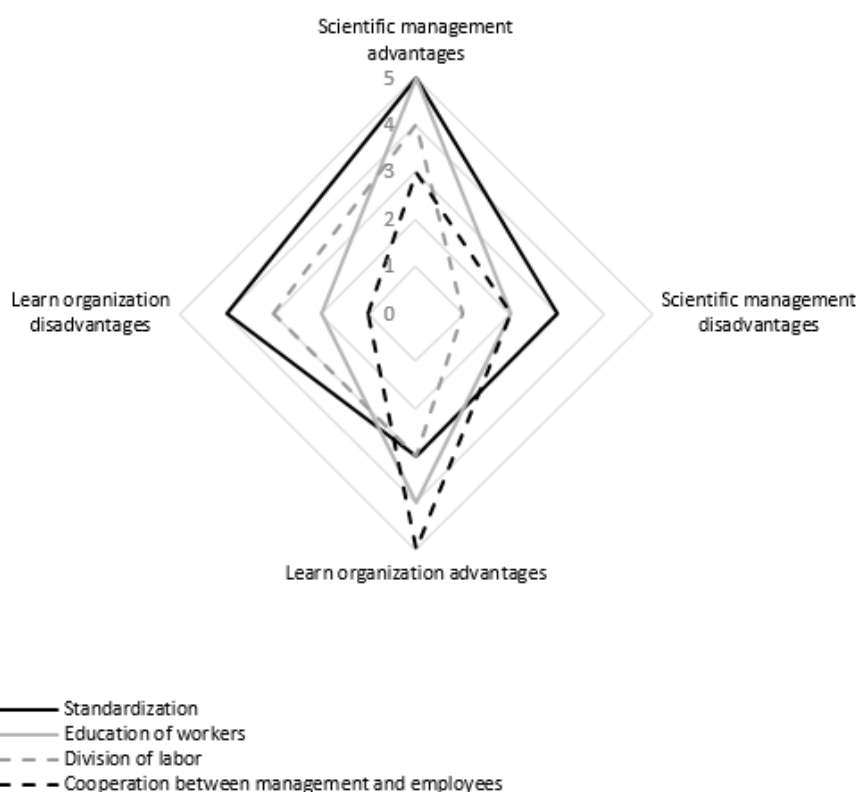 Scientific management
advantages
5
4
3
2
1
0
Learn organization
disadvantages
Scientific management
disadvantages
Learn organization advantages
Standardization
Education of workers
Division of labor
Cooperation between management and employees